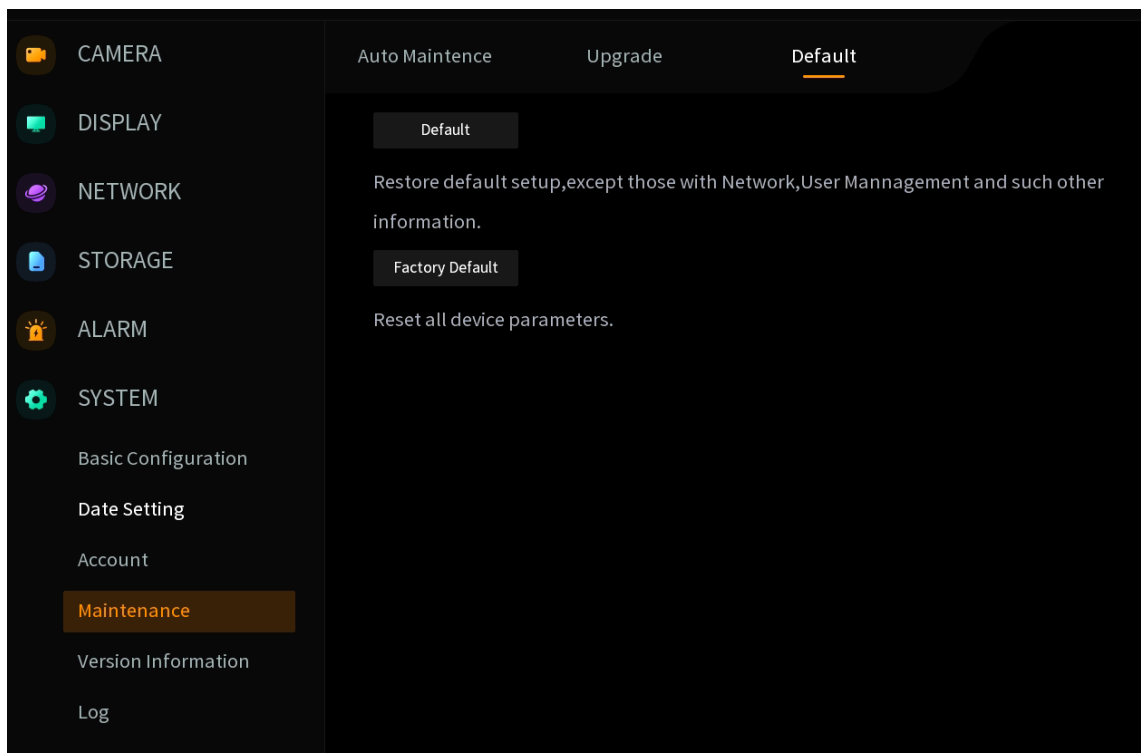 CAMERA
DISPLAY
NETWORK
STORAGE
ALARM
SYSTEM
Basic Configuration
Date Setting
Account
Maintenance
Version Information
Log
Auto Maintence
Upgrade
Default
Default
Restore default setup,except those with Network,User Mannagement and such other
information.
Factory Default
Reset all device parameters.